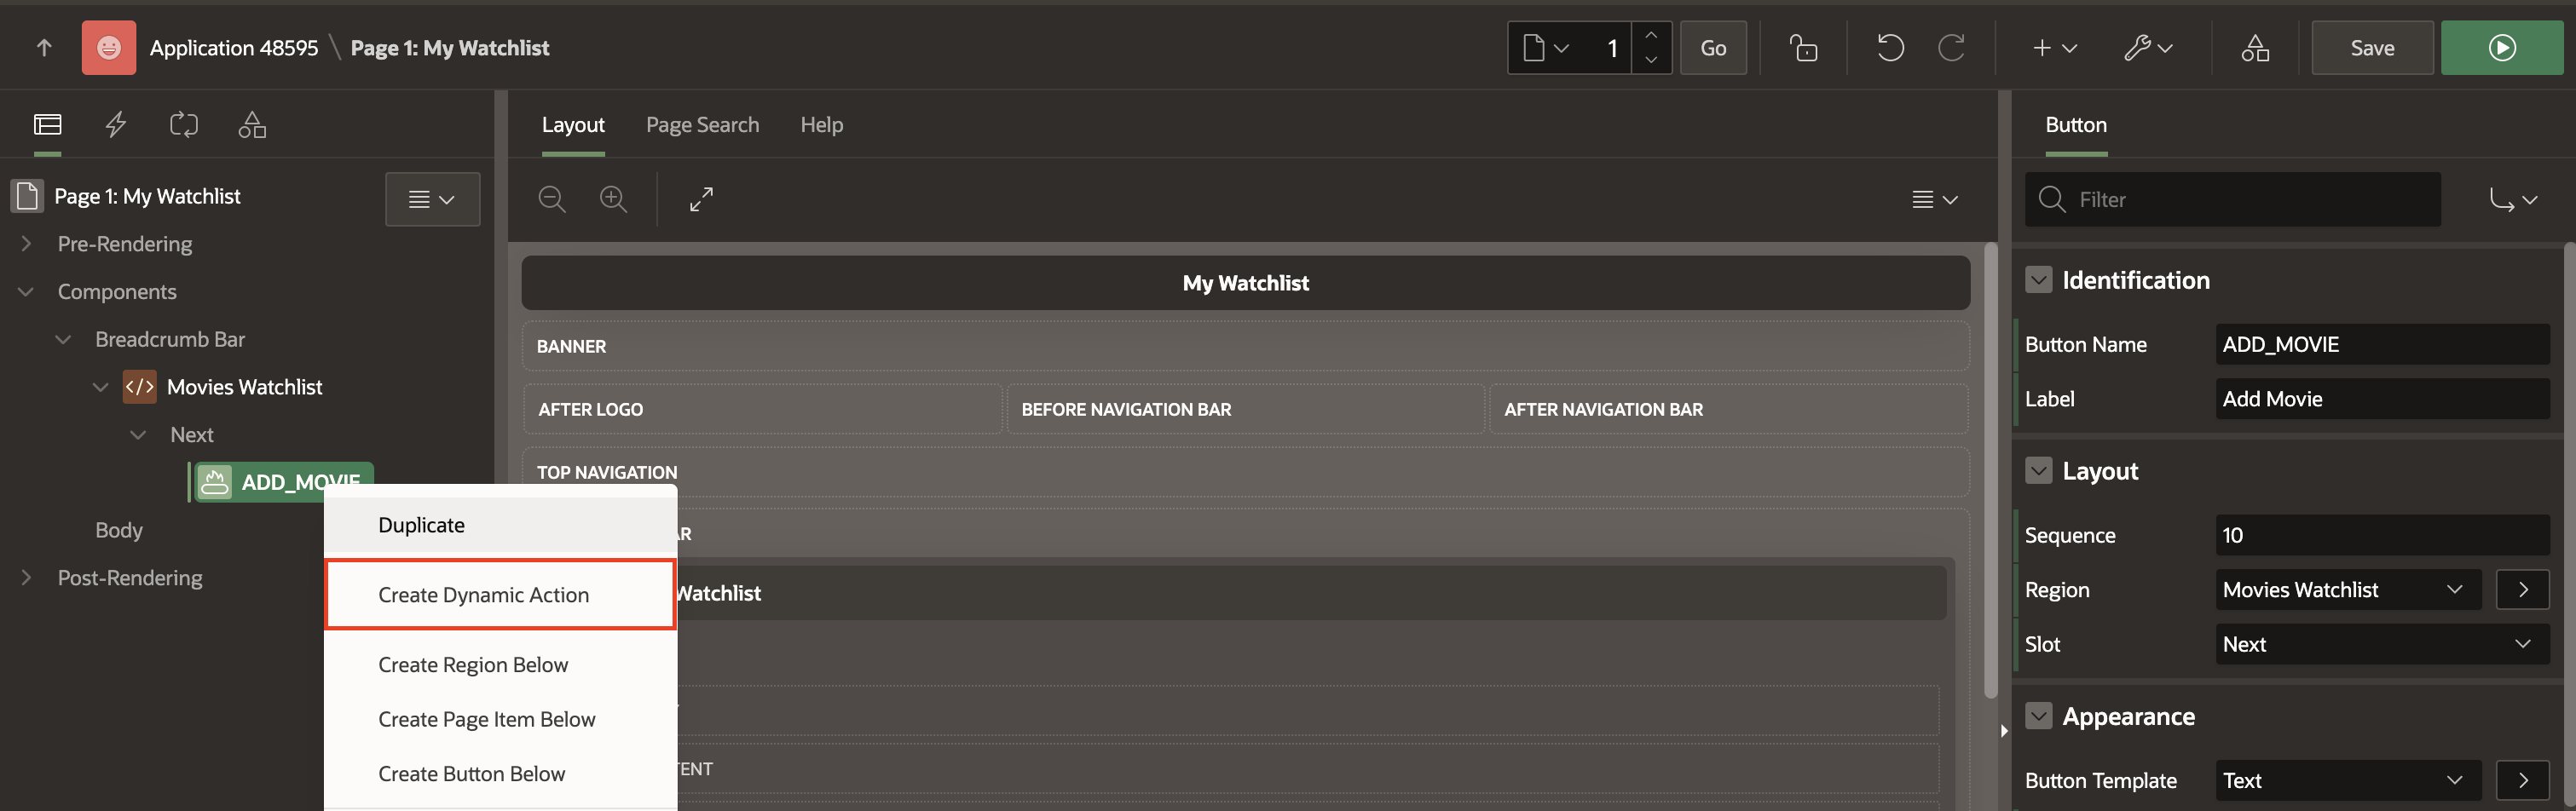 Application 48595 \ Page 1: My Watchlist
1
Go
Save
Page 1: My Watchlist
Pre-Rendering
Components
Breadcrumb Bar
</> Movies Watchlist
Next
ADD_MOVIE
Body
Post-Rendering
Duplicate
Create Dynamic Action
Create Region Below
Create Page Item Below
Create Button Below
Layout Page Search Help
My Watchlist
BANNER
AFTER LOGO BEFORE NAVIGATION BAR AFTER NAVIGATION BAR
TOP NAVIGATION
AR
Watchlist
TENT
Button
Filter
Identification
Button Name ADD_MOVIE
Label Add Movie
Layout
Sequence 10
Region Movies Watchlist
Slot Next
Appearance
Button Template Text